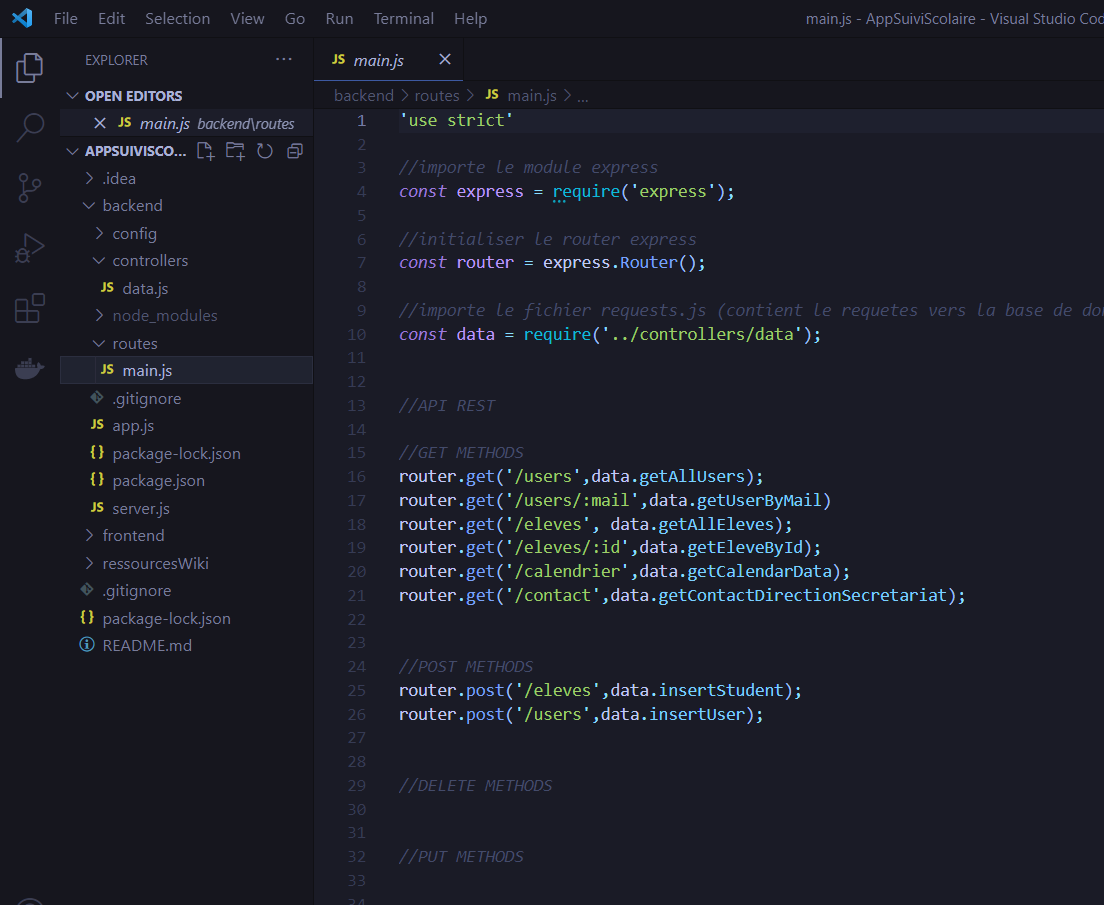 File Edit Selection View Go Run Terminal Help
main.js - AppSuiviScolaire - Visual Studio
EXPLORER
OPEN EDITORS
JS main.js backend\routes
APPSUIVISCO...
.idea
backend
config
controllers
JS data.js
node_modules
routes
JS main.js
.gitignore
JS app.js
{} package-lock.json
{} package.json
JS server.js
frontend
ressourcesWiki
.gitignore
{} package-lock.json
README.md
JS main.js
backend > routes > JS main.js > ...
1 'use strict'
2
3 //importe le module express
4 const express = require('express');
5
6 //initialiser le router express
7 const router = express.Router();
8
9 //importe le fichier requests.js (contient le requetes vers la base de
10 const data = require('../controllers/data');
11
12
13 //API REST
14
15 //GET METHODS
16 router.get('/users',data.getAllUsers);
17 router.get('/users/:mail',data.getUserByMail)
18 router.get('/eleves', data.getAllEleves);
19 router.get('/eleves/:id',data.getEleveById);
20 router.get('/calendrier',data.getCalendarData);
21 router.get('/contact',data.getContactDirectionSecretariat);
22
23
24 //POST METHODS
25 router.post('/eleves',data.insertStudent);
26 router.post('/users',data.insertUser);
27
28
29 //DELETE METHODS
30
31
32 //PUT METHODS
33